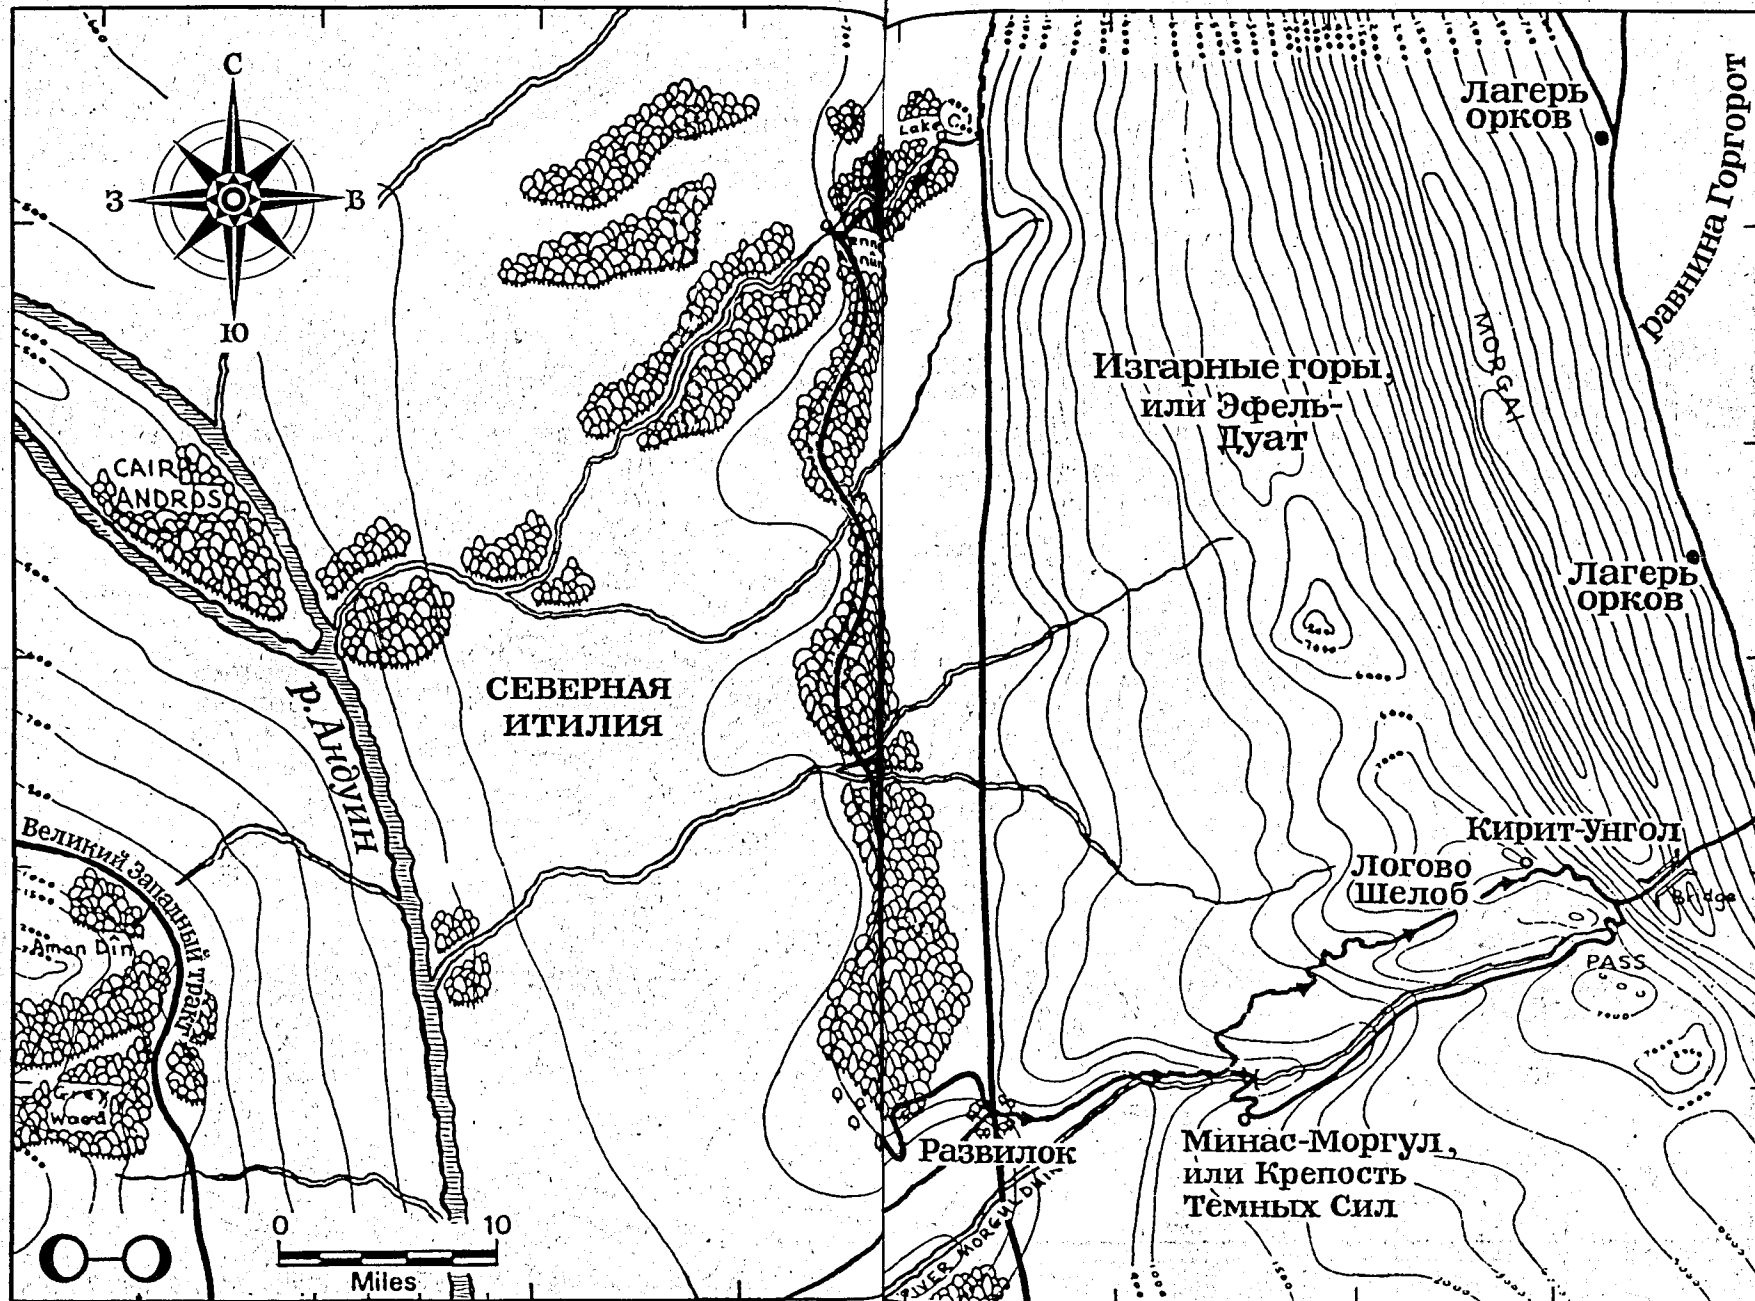 С
З
В
Ю
Lake
Лагерь
орков
равнина Горгорот
MORGAI
Изгарные горы,
или Эфель-
Дуат
CAIR
ANDROS
Лагерь
орков
СЕВЕРНАЯ
ИТИЛИЯ
р. Андуин
Великий Западный тракт
Кирит-Унгол
Логово
Шелоб
Bridge
Amon Dîn
PASS
Grey
Wood
Развилок
Минас-Моргул,
или Крепость
Тёмных Сил
RIVER MORGULDUIN
0 10
Miles